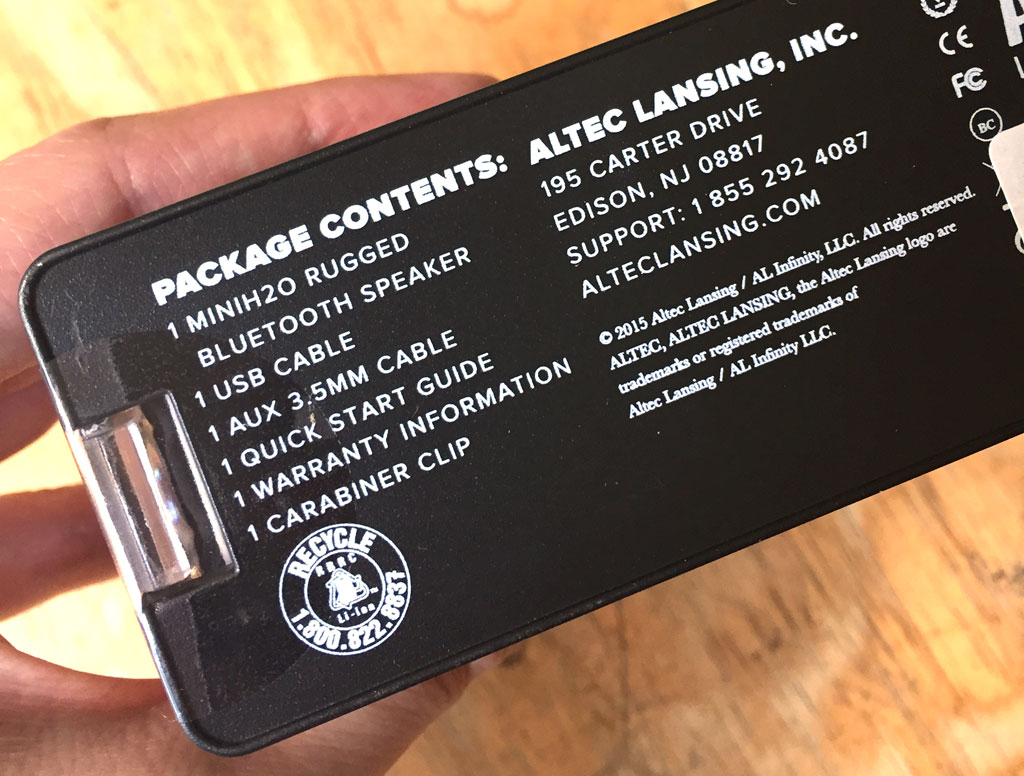 PACKAGE CONTENTS:
1 MINIH2O RUGGED
BLUETOOTH SPEAKER
1 USB CABLE
1 AUX 3.5MM CABLE
1 QUICK START GUIDE
1 WARRANTY INFORMATION
1 CARABINER CLIP
RECYCLE
RBRC
Li-ion
1.800.822.8837
ALTEC LANSING, INC.
195 CARTER DRIVE
EDISON, NJ 08817
SUPPORT: 1 855 292 4087
ALTECLANSING.COM
© 2015 Altec Lansing / AL Infinity, LLC. All rights reserved.
ALTEC, ALTEC LANSING, the Altec Lansing logo are
trademarks or registered trademarks of
Altec Lansing / AL Infinity LLC.
CE
FC
BC